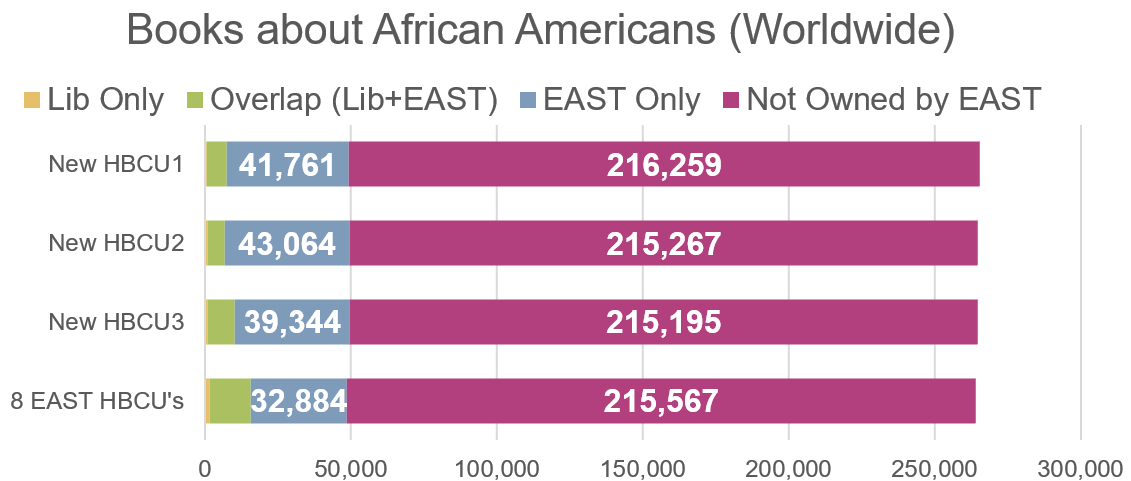 Books about African Americans (Worldwide)
Lib Only Overlap (Lib+EAST) EAST Only Not Owned by EAST
New HBCU1 41,761 216,259
New HBCU2 43,064 215,267
New HBCU3 39,344 215,195
8 EAST HBCU's 32,884 215,567
0 50,000 100,000 150,000 200,000 250,000 300,000